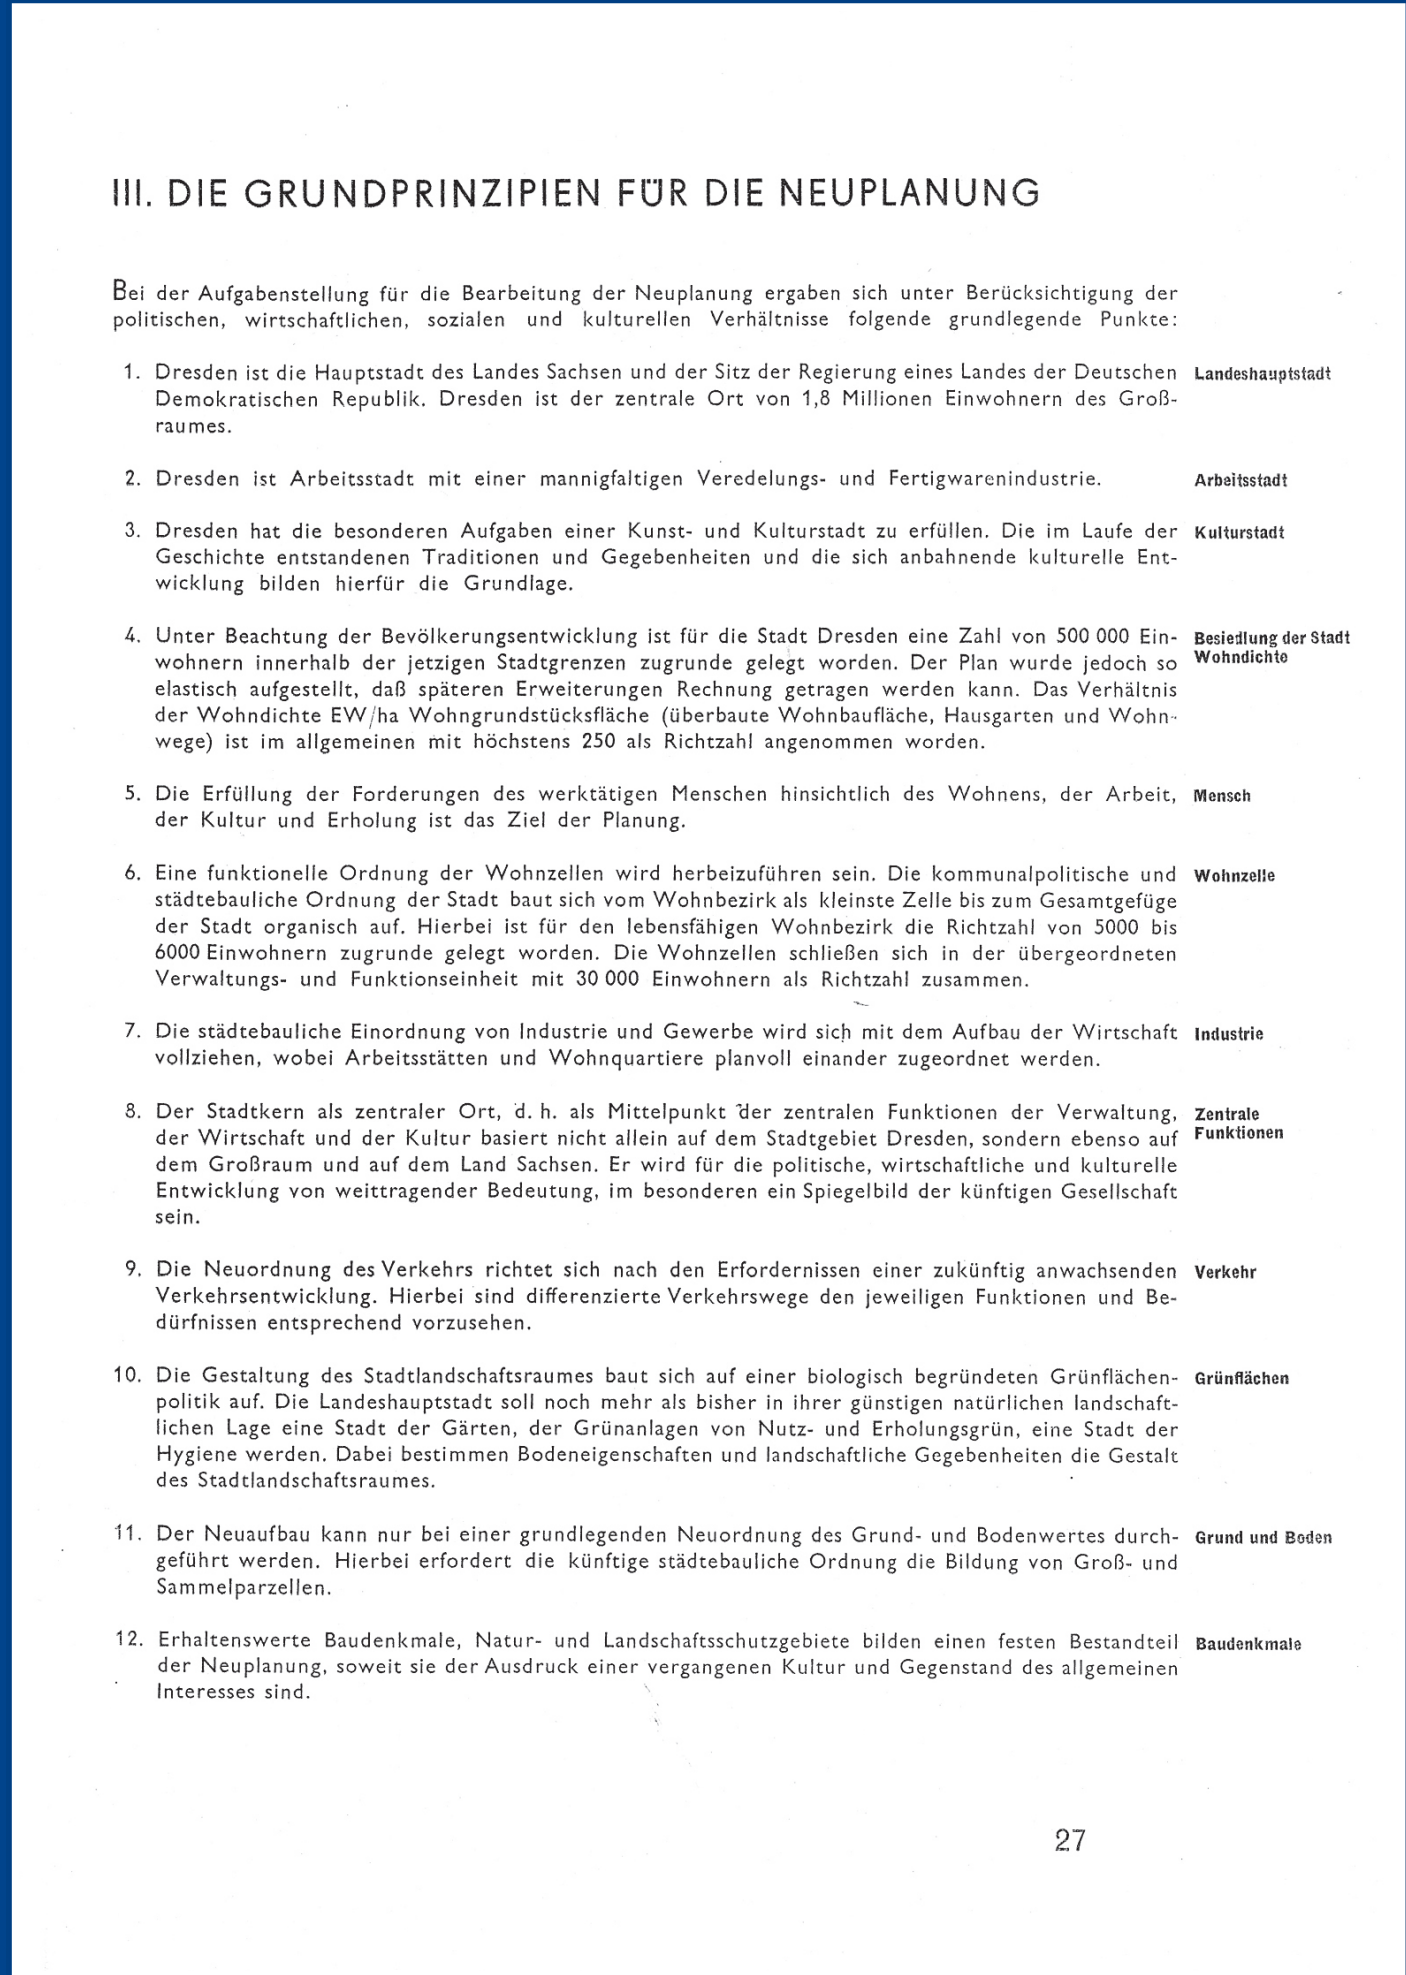 III. DIE GRUNDPRINZIPIEN FÜR DIE NEUPLANUNG
Bei der Aufgabenstellung für die Bearbeitung der Neuplanung ergaben sich unter Berücksichtigung der
politischen, wirtschaftlichen, sozialen und kulturellen Verhältnisse folgende grundlegende Punkte:
1. Dresden ist die Hauptstadt des Landes Sachsen und der Sitz der Regierung eines Landes der Deutschen
Landeshauptstadt
Demokratischen Republik. Dresden ist der zentrale Ort von 1,8 Millionen Einwohnern des Groß-
raumes.
2. Dresden ist Arbeitsstadt mit einer mannigfaltigen Veredelungs- und Fertigwarenindustrie.
Arbeitsstadt
3. Dresden hat die besonderen Aufgaben einer Kunst- und Kulturstadt zu erfüllen. Die im Laufe der
Kulturstadt
Geschichte entstandenen Traditionen und Gegebenheiten und die sich anbahnende kulturelle Ent-
wicklung bilden hierfür die Grundlage.
4. Unter Beachtung der Bevölkerungsentwicklung ist für die Stadt Dresden eine Zahl von 500 000 Ein-
Besiedlung der Stadt
wohnern innerhalb der jetzigen Stadtgrenzen zugrunde gelegt worden. Der Plan wurde jedoch so
Wohndichte
elastisch aufgestellt, daß späteren Erweiterungen Rechnung getragen werden kann. Das Verhältnis
der Wohndichte EW/ha Wohngrundstücksfläche (überbaute Wohnbaufläche, Hausgarten und Wohn-
wege) ist im allgemeinen mit höchstens 250 als Richtzahl angenommen worden.
5. Die Erfüllung der Forderungen des werktätigen Menschen hinsichtlich des Wohnens, der Arbeit,
Mensch
der Kultur und Erholung ist das Ziel der Planung.
6. Eine funktionelle Ordnung der Wohnzellen wird herbeizuführen sein. Die kommunalpolitische und
Wohnzelle
städtebauliche Ordnung der Stadt baut sich vom Wohnbezirk als kleinste Zelle bis zum Gesamtgefüge
der Stadt organisch auf. Hierbei ist für den lebensfähigen Wohnbezirk die Richtzahl von 5000 bis
6000 Einwohnern zugrunde gelegt worden. Die Wohnzellen schließen sich in der übergeordneten
Verwaltungs- und Funktionseinheit mit 30 000 Einwohnern als Richtzahl zusammen.
7. Die städtebauliche Einordnung von Industrie und Gewerbe wird sich mit dem Aufbau der Wirtschaft
Industrie
vollziehen, wobei Arbeitsstätten und Wohnquartiere planvoll einander zugeordnet werden.
8. Der Stadtkern als zentraler Ort, d. h. als Mittelpunkt der zentralen Funktionen der Verwaltung,
Zentrale
der Wirtschaft und der Kultur basiert nicht allein auf dem Stadtgebiet Dresden, sondern ebenso auf
Funktionen
dem Großraum und auf dem Land Sachsen. Er wird für die politische, wirtschaftliche und kulturelle
Entwicklung von weittragender Bedeutung, im besonderen ein Spiegelbild der künftigen Gesellschaft
sein.
9. Die Neuordnung des Verkehrs richtet sich nach den Erfordernissen einer zukünftig anwachsenden
Verkehr
Verkehrsentwicklung. Hierbei sind differenzierte Verkehrswege den jeweiligen Funktionen und Be-
dürfnissen entsprechend vorzusehen.
10. Die Gestaltung des Stadtlandschaftsraumes baut sich auf einer biologisch begründeten Grünflächen-
Grünflächen
politik auf. Die Landeshauptstadt soll noch mehr als bisher in ihrer günstigen natürlichen landschaft-
lichen Lage eine Stadt der Gärten, der Grünanlagen von Nutz- und Erholungsgrün, eine Stadt der
Hygiene werden. Dabei bestimmen Bodeneigenschaften und landschaftliche Gegebenheiten die Gestalt
des Stadtlandschaftsraumes.
11. Der Neuaufbau kann nur bei einer grundlegenden Neuordnung des Grund- und Bodenwertes durch-
Grund und Boden
geführt werden. Hierbei erfordert die künftige städtebauliche Ordnung die Bildung von Groß- und
Sammelparzellen.
12. Erhaltenswerte Baudenkmale, Natur- und Landschaftsschutzgebiete bilden einen festen Bestandteil
Baudenkmale
der Neuplanung, soweit sie der Ausdruck einer vergangenen Kultur und Gegenstand des allgemeinen
Interesses sind.
27